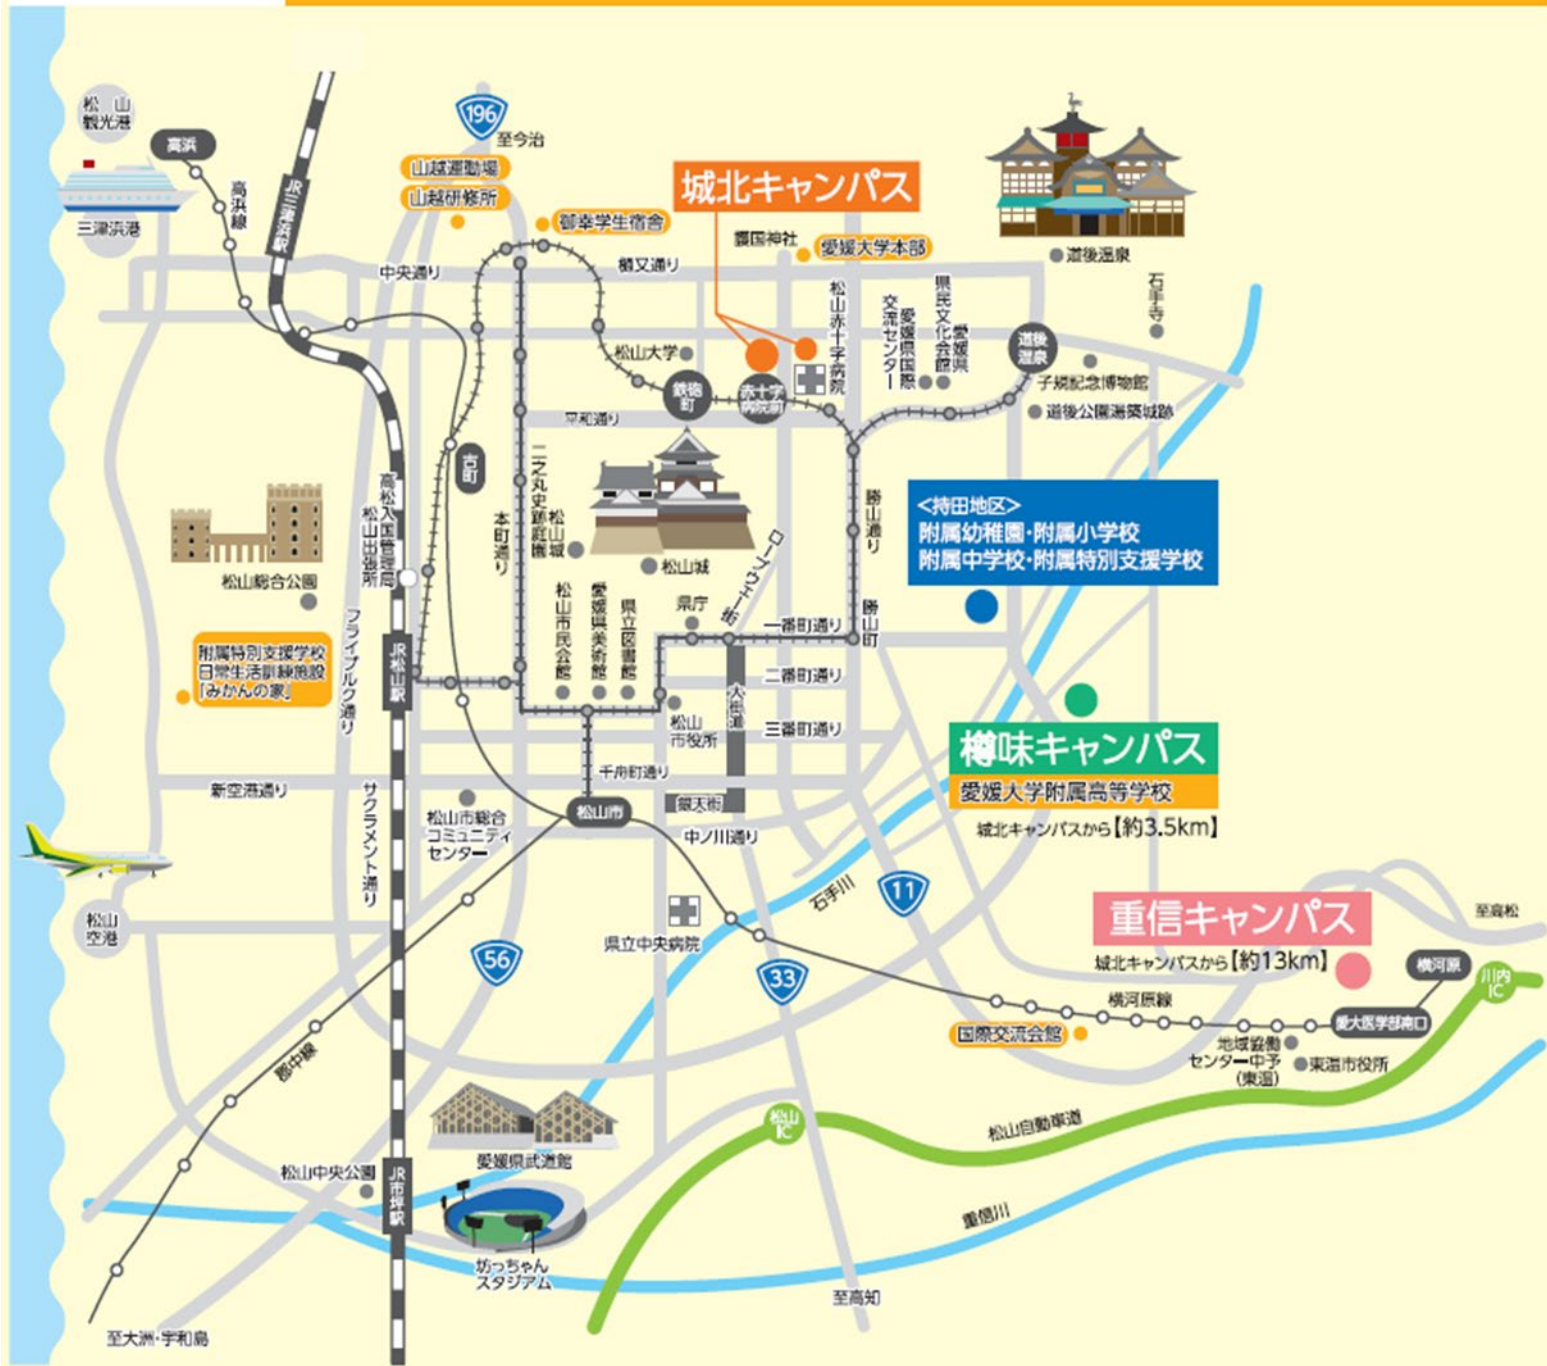 松山
観光港
高浜
高浜線
三津浜港
JR三津浜駅
196
至今治
山越運動場
山越研修所
御幸学生宿舎
城北キャンパス
護国神社
愛媛大学本部
道後温泉
石手寺
中央通り
樋又通り
松山赤十字病院
愛媛県国際
交流センター
愛媛県
県民文化会館
道後
温泉
松山大学
鉄砲
町
赤十字
病院前
子規記念博物館
道後公園湯築城跡
平和通り
古町
高松入国管理局
松山出張所
本町通り
松山城
二之丸史跡庭園
松山城
ロープウェー街
勝山通り
<持田地区>
附属幼稚園・附属小学校
附属中学校・附属特別支援学校
松山総合公園
フライブルク通り
松山市民会館
愛媛県美術館
県立図書館
県庁
一番町通り
勝山町
附属特別支援学校
日常生活訓練施設
「みかんの家」
JR松山駅
二番町通り
大街道
松山
市役所
三番町通り
樽味キャンパス
愛媛大学附属高等学校
城北キャンパスから【約3.5km】
千舟町通り
新空港通り
サクラメント通り
松山市総合
コミュニティ
センター
松山市
銀天街
中ノ川通り
石手川
11
松山
空港
県立中央病院
56
33
重信キャンパス
城北キャンパスから【約13km】
至高松
横河原
川内
IC
横河原線
愛大医学部南口
国際交流会館
地域協働
センター中予
(東温)
東温市役所
郡中線
松山
IC
松山自動車道
愛媛県武道館
松山中央公園
JR市坪駅
重信川
坊っちゃん
スタジアム
至高知
至大洲・宇和島